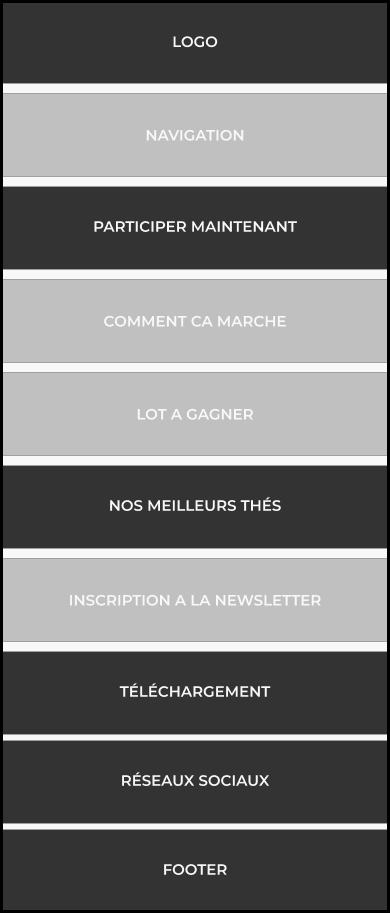 LOGO
NAVIGATION
PARTICIPER MAINTENANT
COMMENT CA MARCHE
LOT A GAGNER
NOS MEILLEURS THÉS
INSCRIPTION A LA NEWSLETTER
TÉLÉCHARGEMENT
RÉSEAUX SOCIAUX
FOOTER